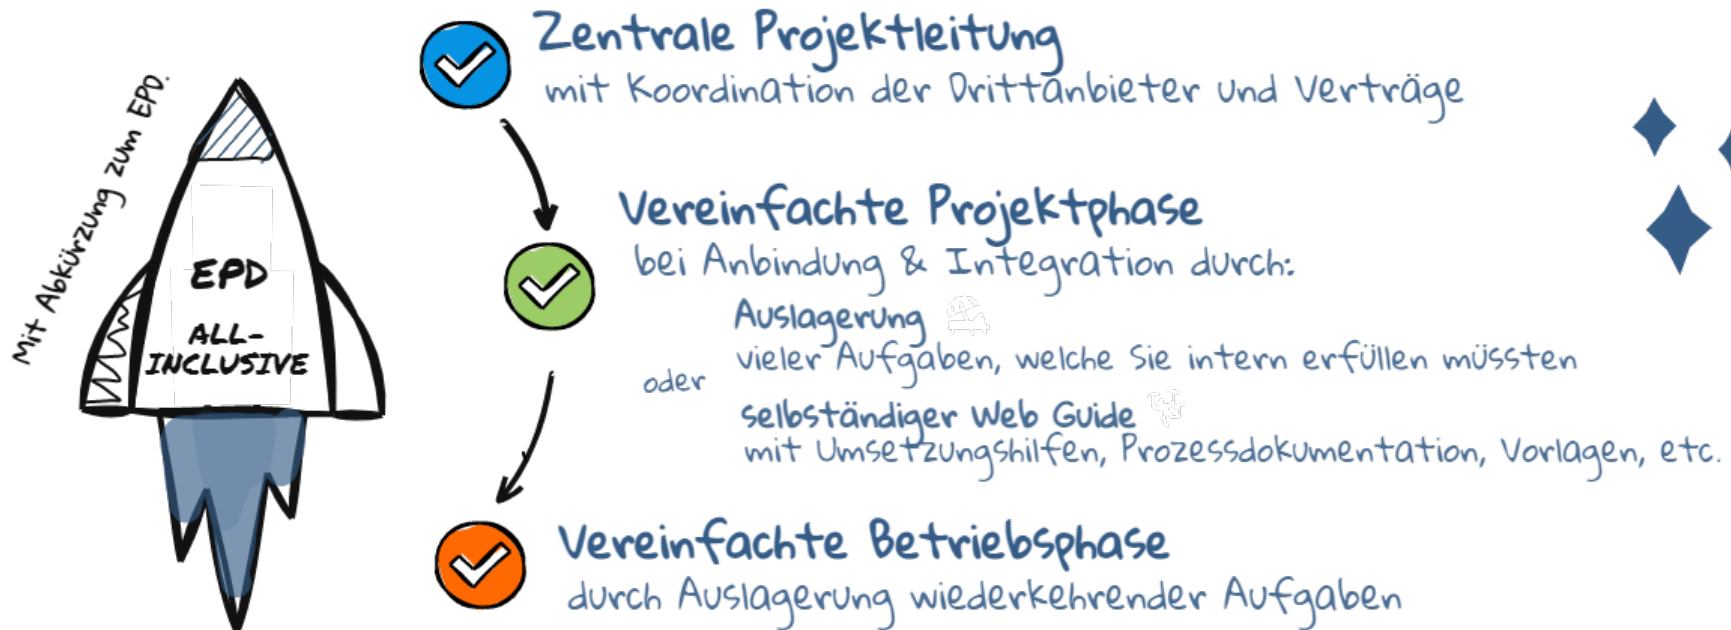 Mit Abkürzung zum EPD.
EPD
ALL-
INCLUSIVE
Zentrale Projektleitung
mit Koordination der Drittanbieter und Verträge
Vereinfachte Projektphase
bei Anbindung & Integration durch:
Auslagerung
vieler Aufgaben, welche Sie intern erfüllen müssten
oder
selbständiger Web Guide
mit Umsetzungshilfen, Prozessdokumentation, Vorlagen, etc.
Vereinfachte Betriebsphase
durch Auslagerung wiederkehrender Aufgaben